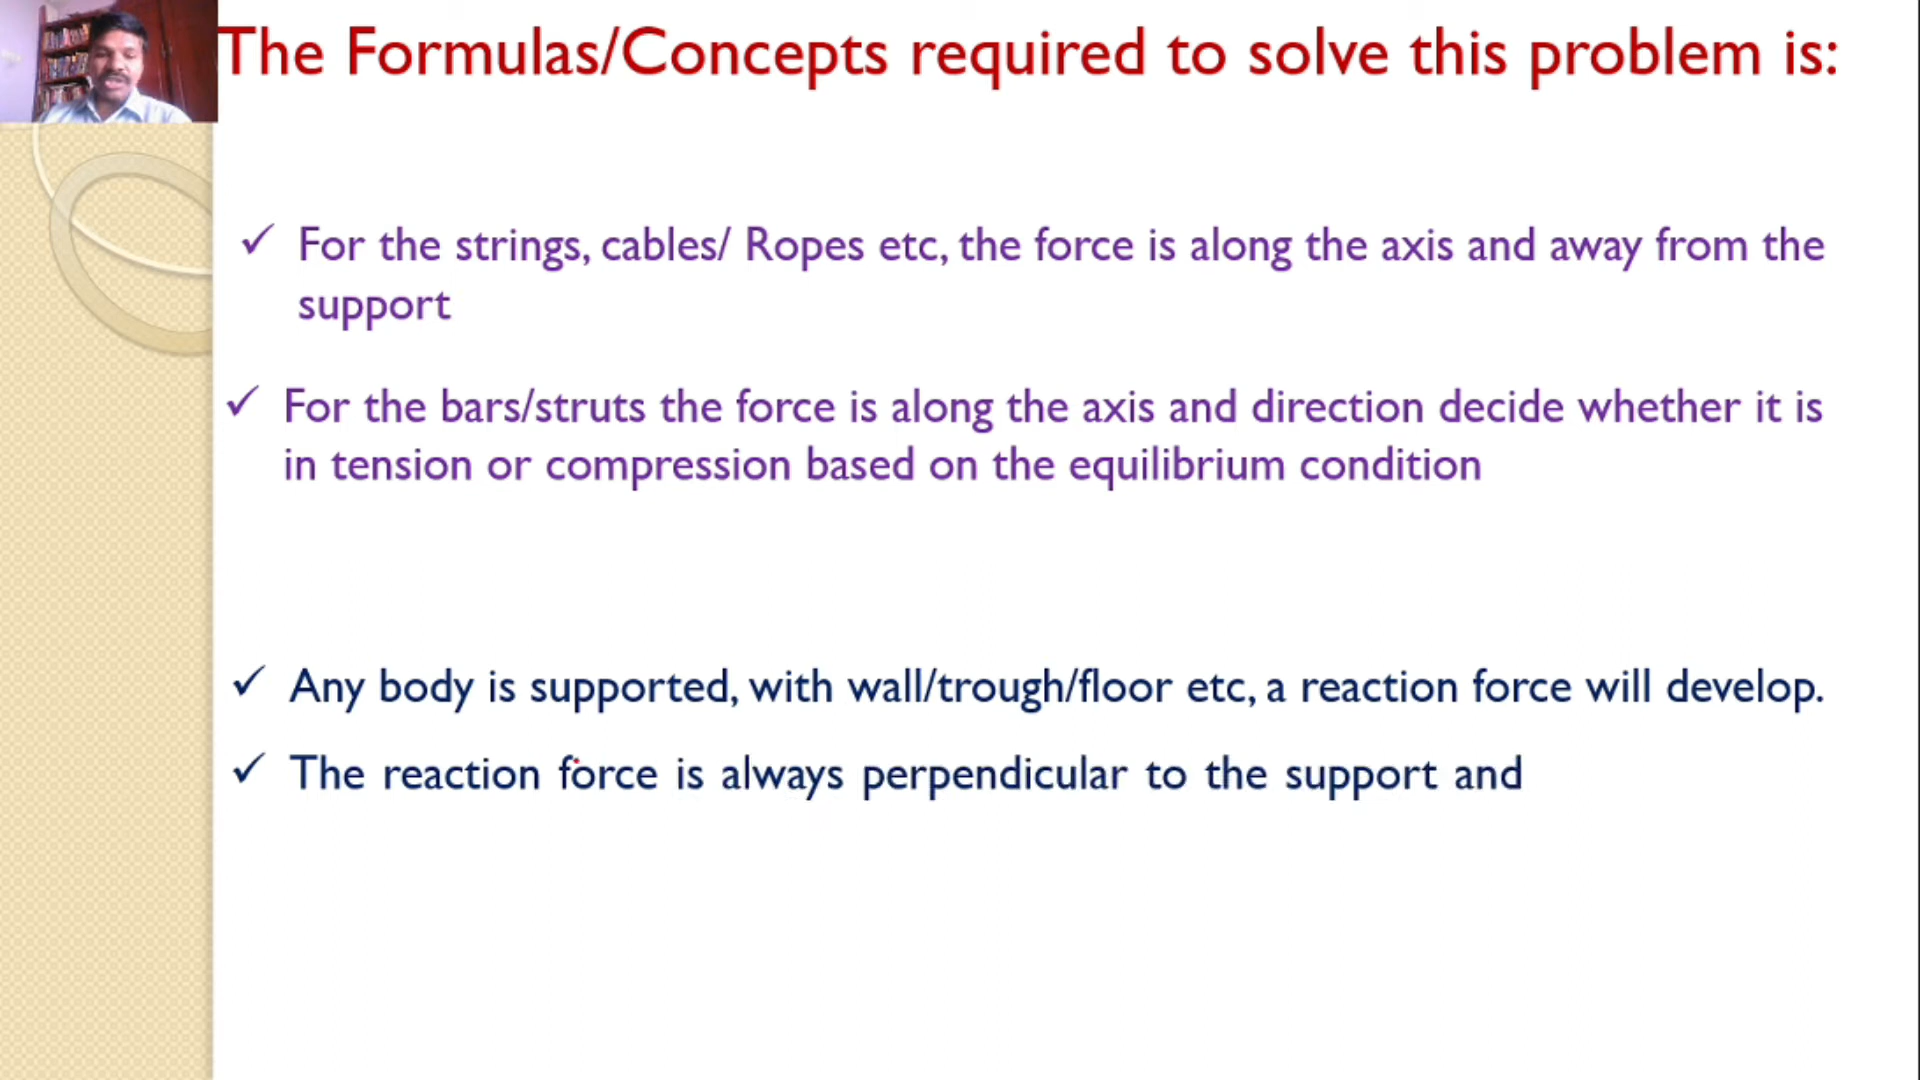 The Formulas/Concepts required to solve this problem is:
✓ For the strings, cables/ Ropes etc, the force is along the axis and away from the
support
✓ For the bars/struts the force is along the axis and direction decide whether it is
in tension or compression based on the equilibrium condition
✓ Any body is supported, with wall/trough/floor etc, a reaction force will develop.
✓ The reaction force is always perpendicular to the support and